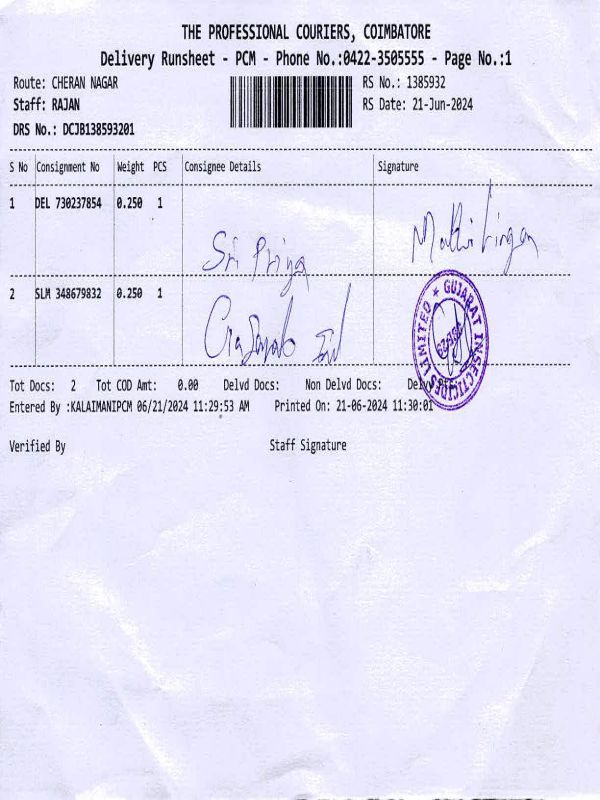 THE PROFESSIONAL COURIERS, COIMBATORE
Delivery Runsheet - PCM - Phone No.:0422-3505555 - Page No.:1
Route: CHERAN NAGAR RS No.: 1385932
Staff: RAJAN RS Date: 21-Jun-2024
DRS No.: DCJB138593201
S No Consignment No Weight PCS Consignee Details Signature
1 DEL 730237854 0.250 1
Sri Priya
2 SLM 348679832 0.250 1
GUJARAT INSECTICIDES LIMITED
Tot Docs: 2 Tot COD Amt: 0.00 Delvd Docs: Non Delvd Docs:
Entered By :KALAIMANIPCM 06/21/2024 11:29:53 AM Printed On: 21-06-2024 11:30:01
Verified By Staff Signature